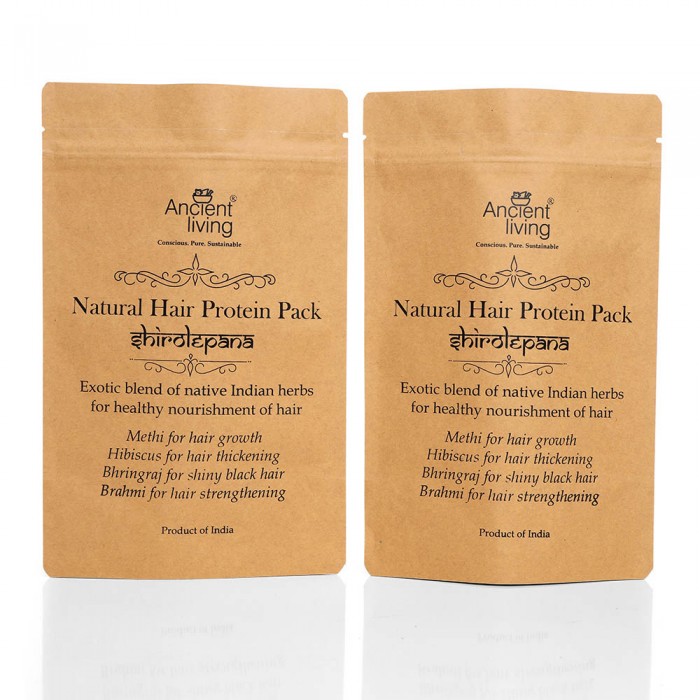 Ancient®
living
Conscious. Pure. Sustainable
Natural Hair Protein Pack
shirolepana
Exotic blend of native Indian herbs
for healthy nourishment of hair
Methi for hair growth
Hibiscus for hair thickening
Bhringraj for shiny black hair
Brahmi for hair strengthening
Product of India
Ancient®
living
Conscious. Pure. Sustainable
Natural Hair Protein Pack
shirolepana
Exotic blend of native Indian herbs
for healthy nourishment of hair
Methi for hair growth
Hibiscus for hair thickening
Bhringraj for shiny black hair
Brahmi for hair strengthening
Product of India